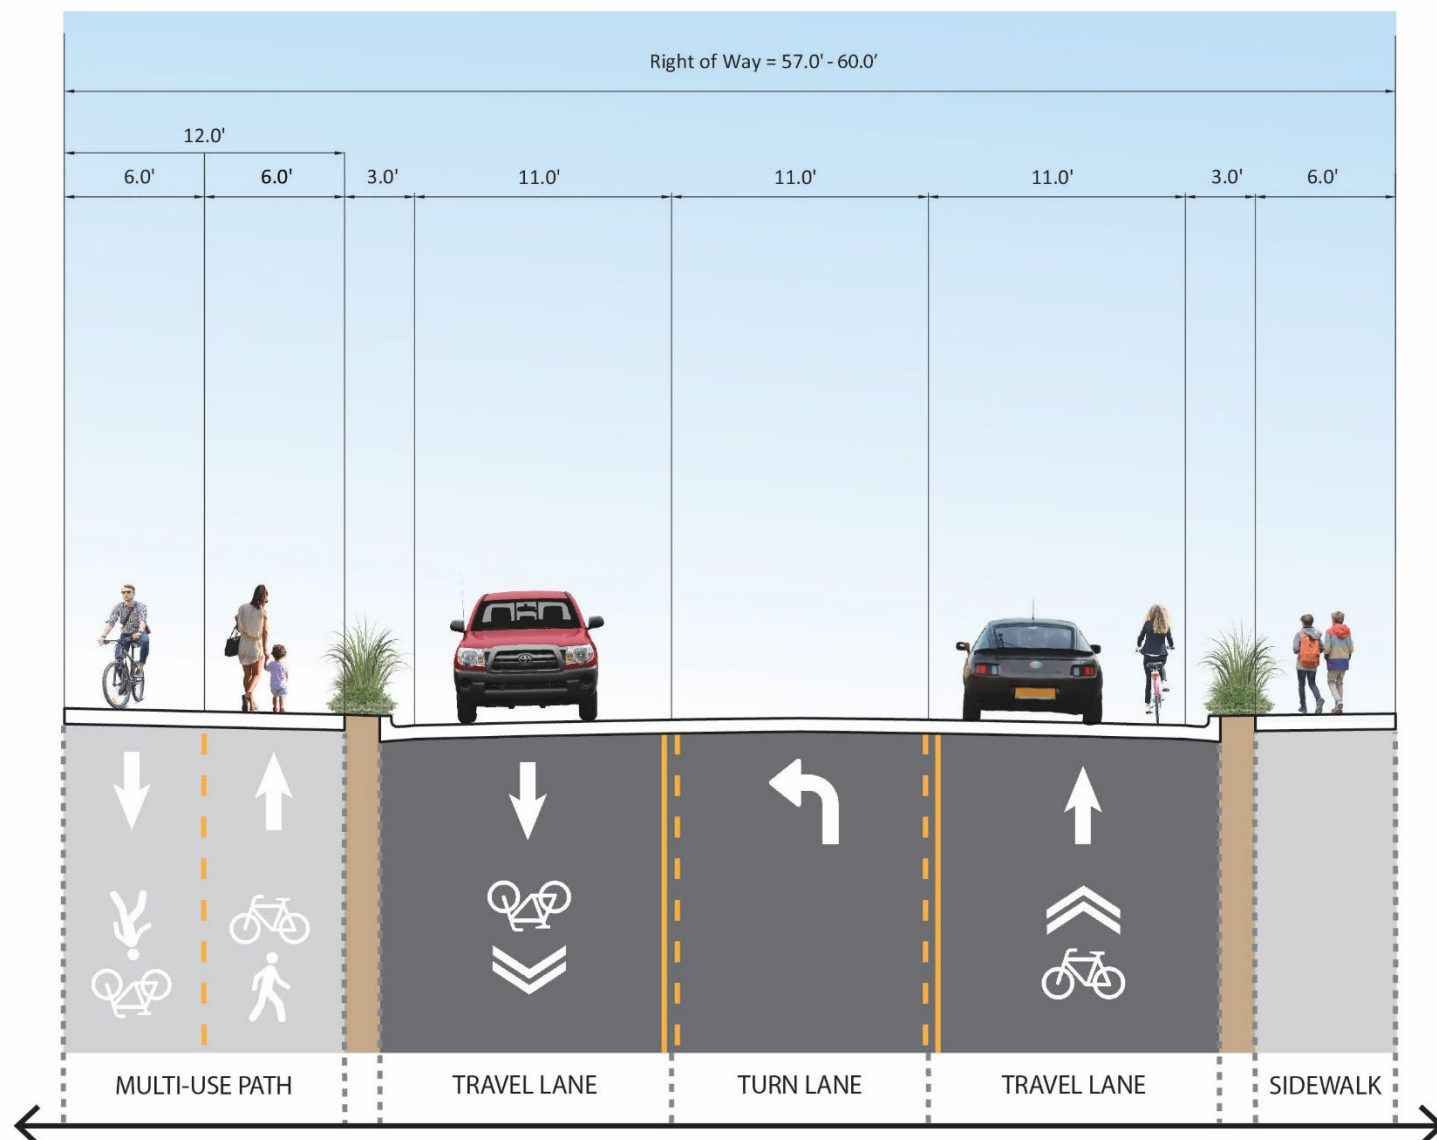 Right of Way = 57.0' - 60.0'
12.0'
6.0' 6.0' 3.0' 11.0' 11.0' 11.0' 3.0' 6.0'
MULTI-USE PATH TRAVEL LANE TURN LANE TRAVEL LANE SIDEWALK